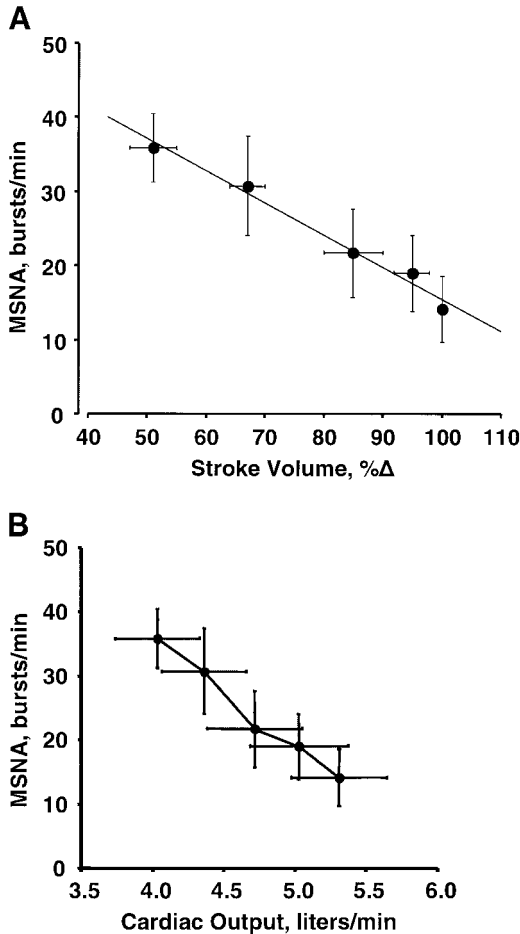 A
50
40
30
20
10
0
MSNA, bursts/min
40 50 60 70 80 90 100 110
Stroke Volume, %Δ
B
50
40
30
20
10
0
MSNA, bursts/min
3.5 4.0 4.5 5.0 5.5 6.0
Cardiac Output, liters/min